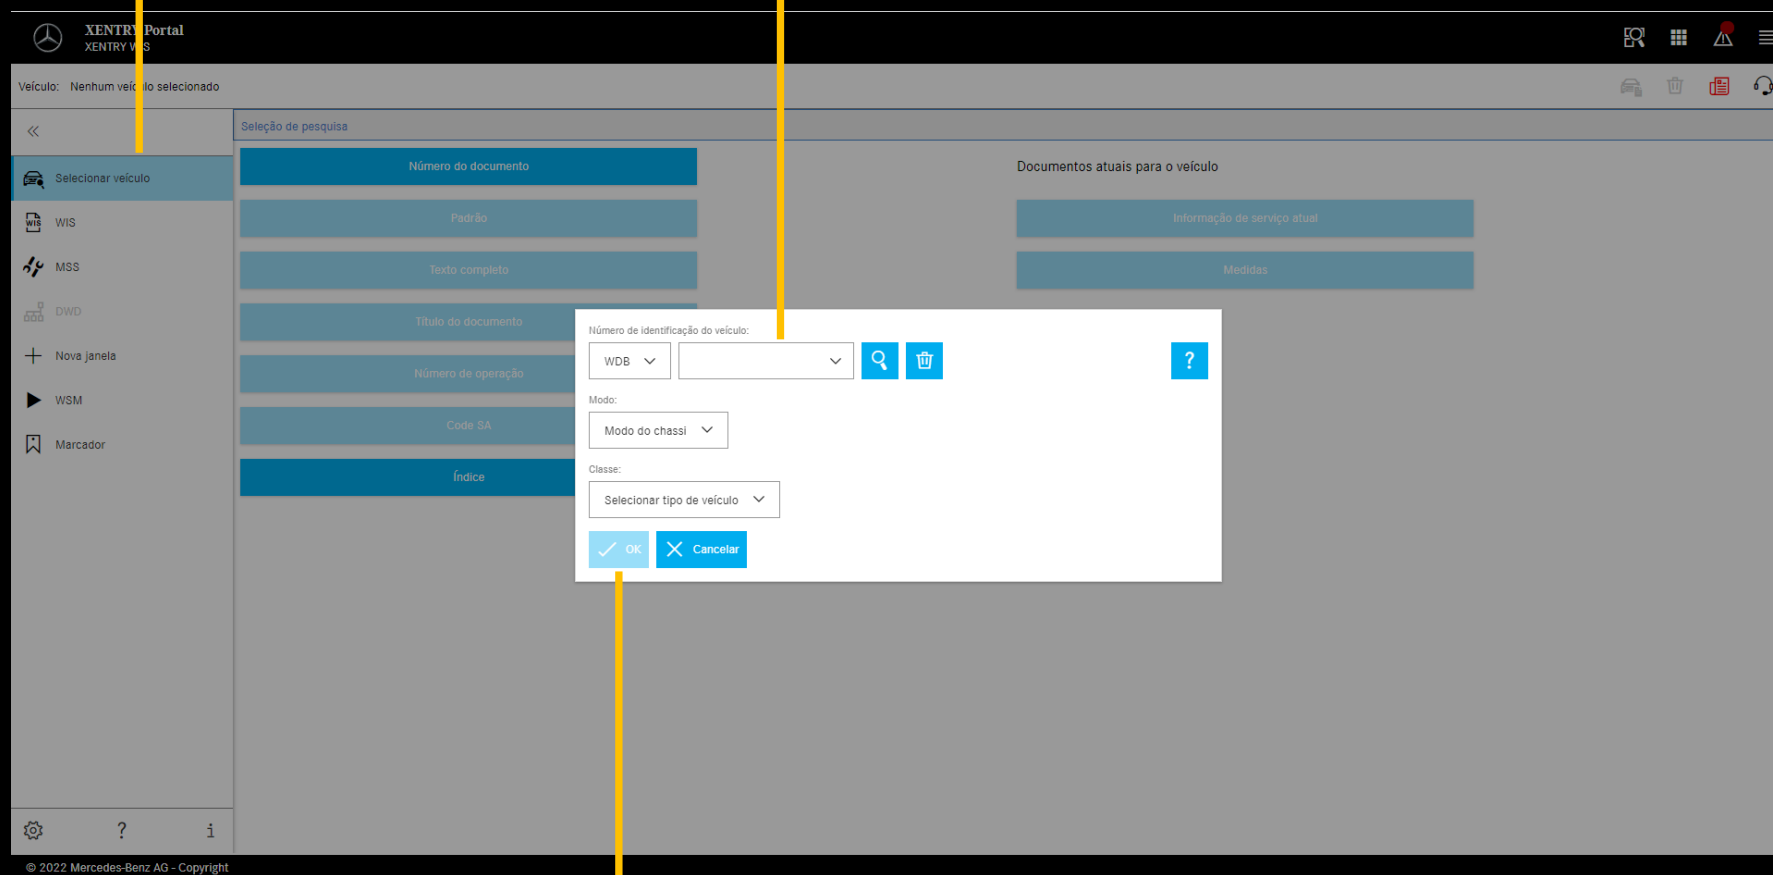 XENTRY Portal
XENTRY WIS
Veículo: Nenhum veículo selecionado
Seleção de pesquisa
Selecionar veículo
WIS
MSS
DWD
Nova janela
WSM
Marcador
Número do documento
Padrão
Texto completo
Título do documento
Número de operação
Code SA
Índice
Documentos atuais para o veículo
Informação de serviço atual
Medidas
Número de identificação do veículo:
WDB
?
Modo:
Modo do chassi
Classe:
Selecionar tipo de veículo
OK
Cancelar
? i
© 2022 Mercedes-Benz AG - Copyright